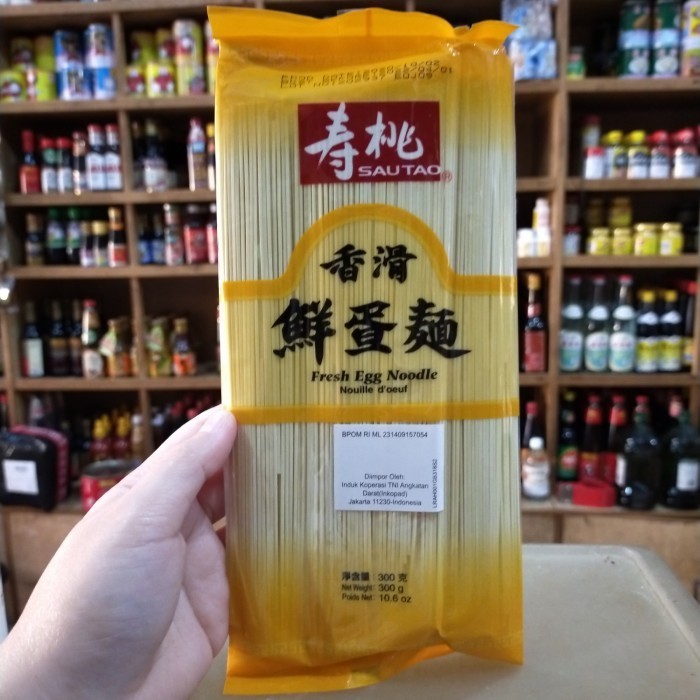 寿桃
SAUTAO®
香滑
鮮蛋麵
Fresh Egg Noodle
Nouille d'oeuf
BPOM RI ML 231409157054
Diimpor Oleh:
Induk Koperasi TNI Angkatan
Darat(Inkopad)
Jakarta 11230-Indonesia
淨含量: 300 克
Net Weight: 300 g
Poids Net: 10.6 oz